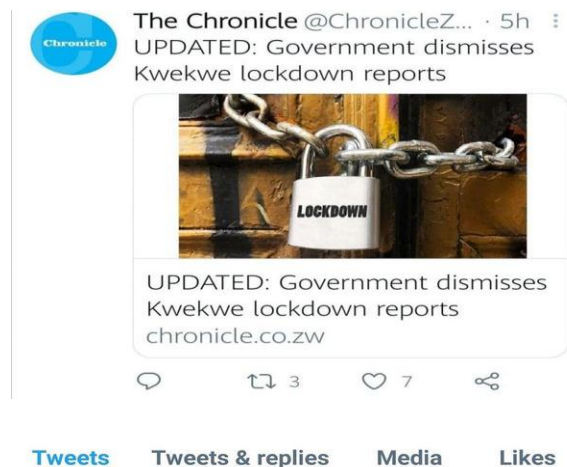 Chronicle
The Chronicle @ChronicleZ... · 5h
UPDATED: Government dismisses
Kwekwe lockdown reports
LOCKDOWN
UPDATED: Government dismisses
Kwekwe lockdown reports
chronicle.co.zw
3 7
Tweets Tweets & replies Media Likes